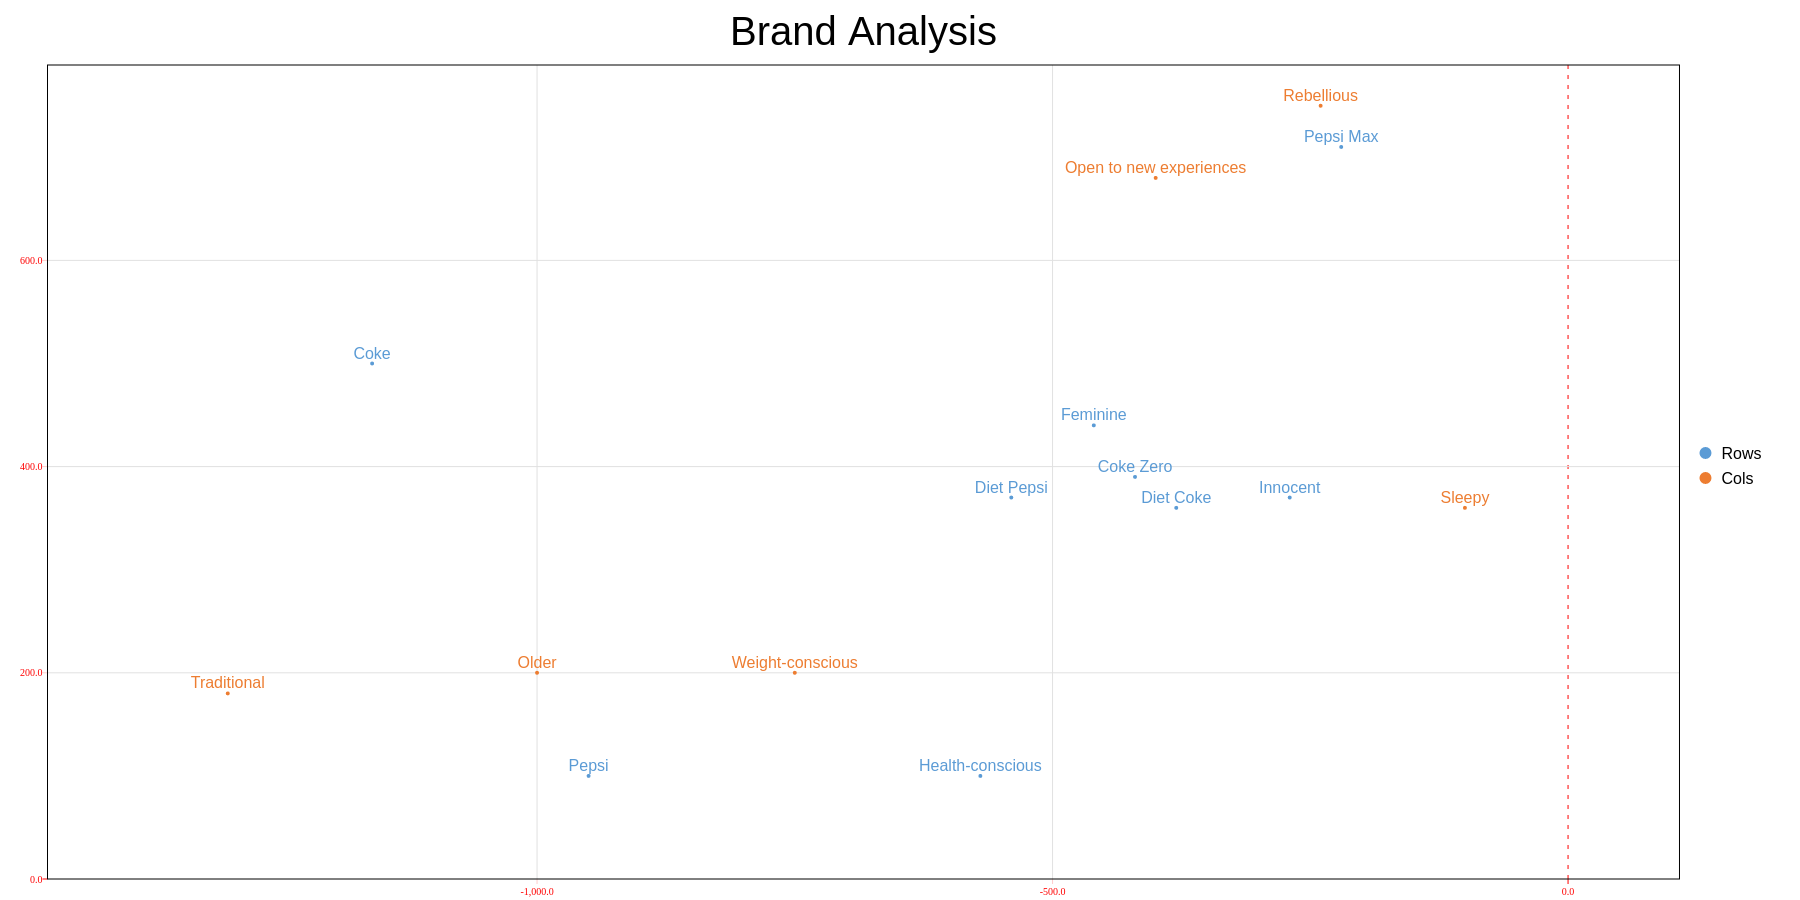 Brand Analysis
Rebellious
Pepsi Max
Open to new experiences
600.0
Coke
Feminine
400.0
Coke Zero
Diet Pepsi
Innocent
Diet Coke
Sleepy
Rows
Cols
Older
Weight-conscious
200.0
Traditional
Pepsi
Health-conscious
0.0
-1,000.0
-500.0
0.0